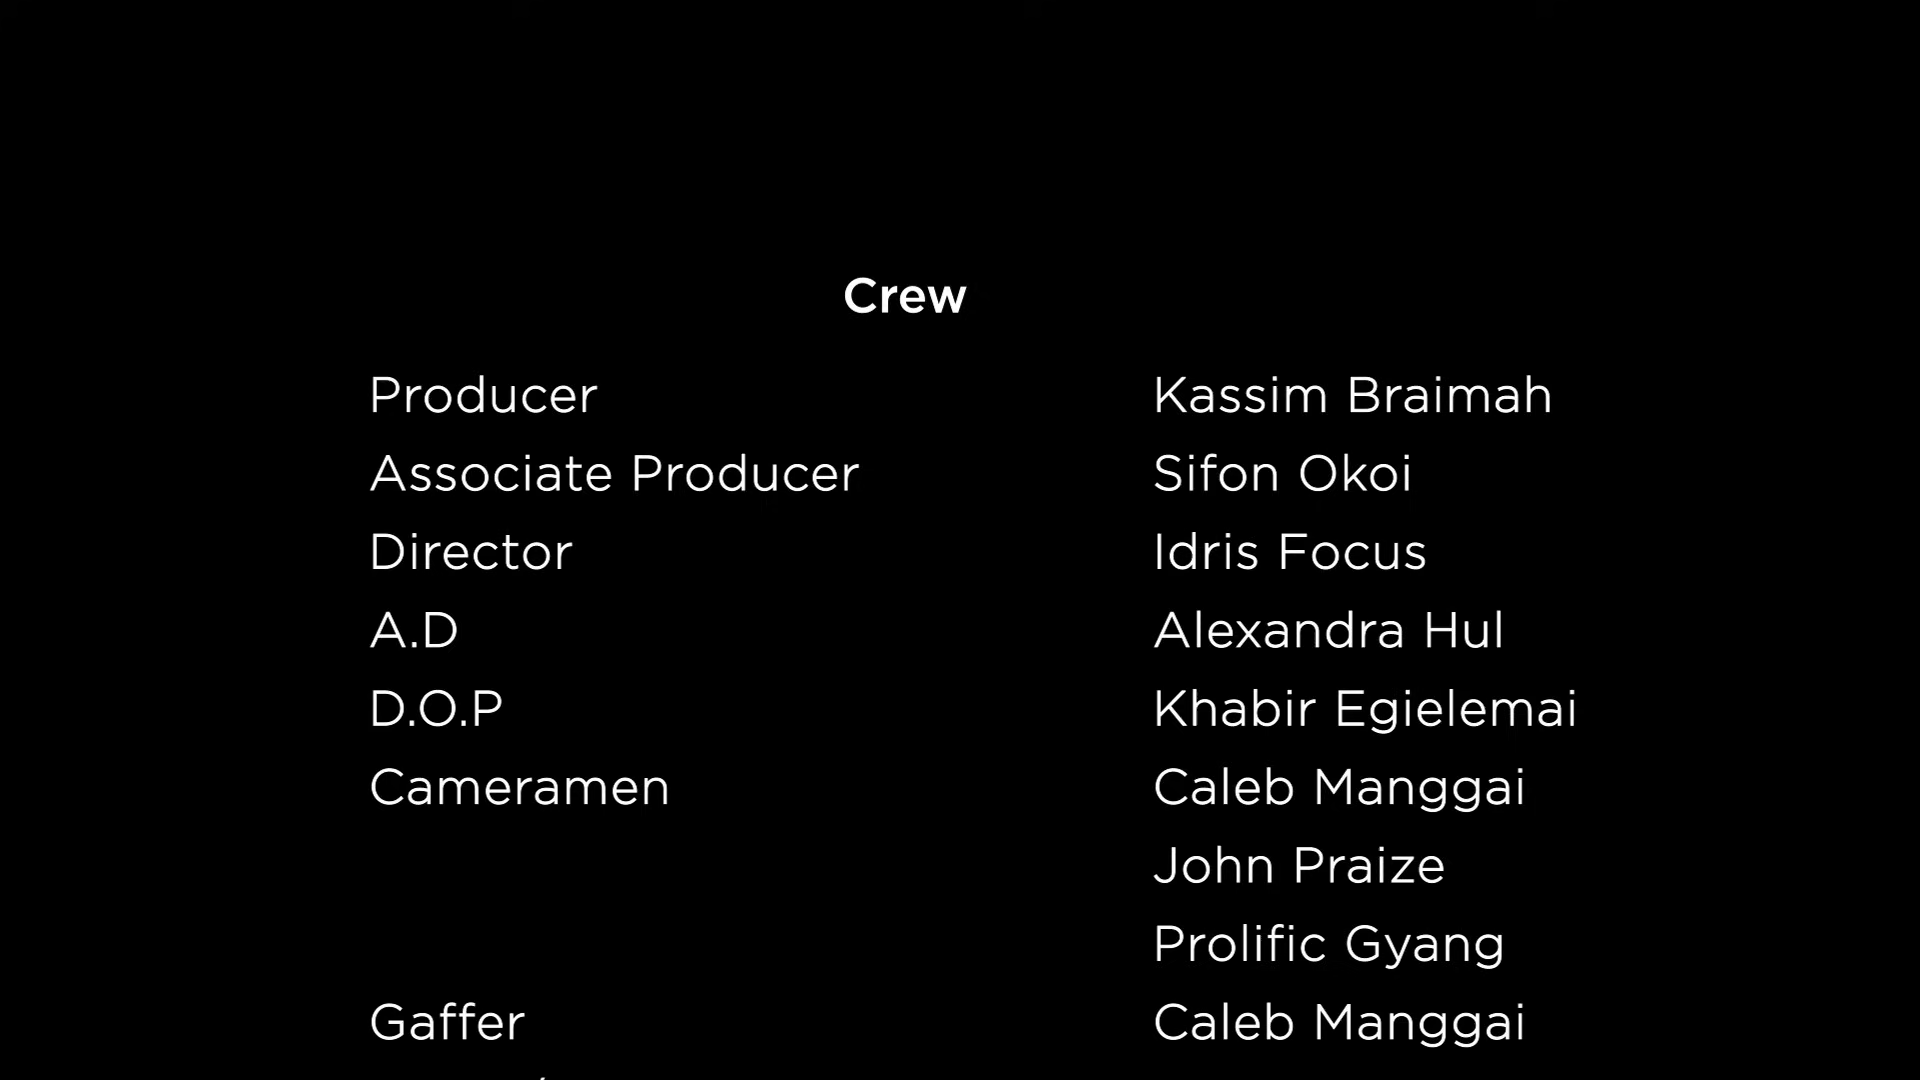 Crew
Producer Kassim Braimah
Associate Producer Sifon Okoi
Director Idris Focus
A.D Alexandra Hul
D.O.P Khabir Egielemai
Cameramen Caleb Manggai
John Praize
Prolific Gyang
Gaffer Caleb Manggai